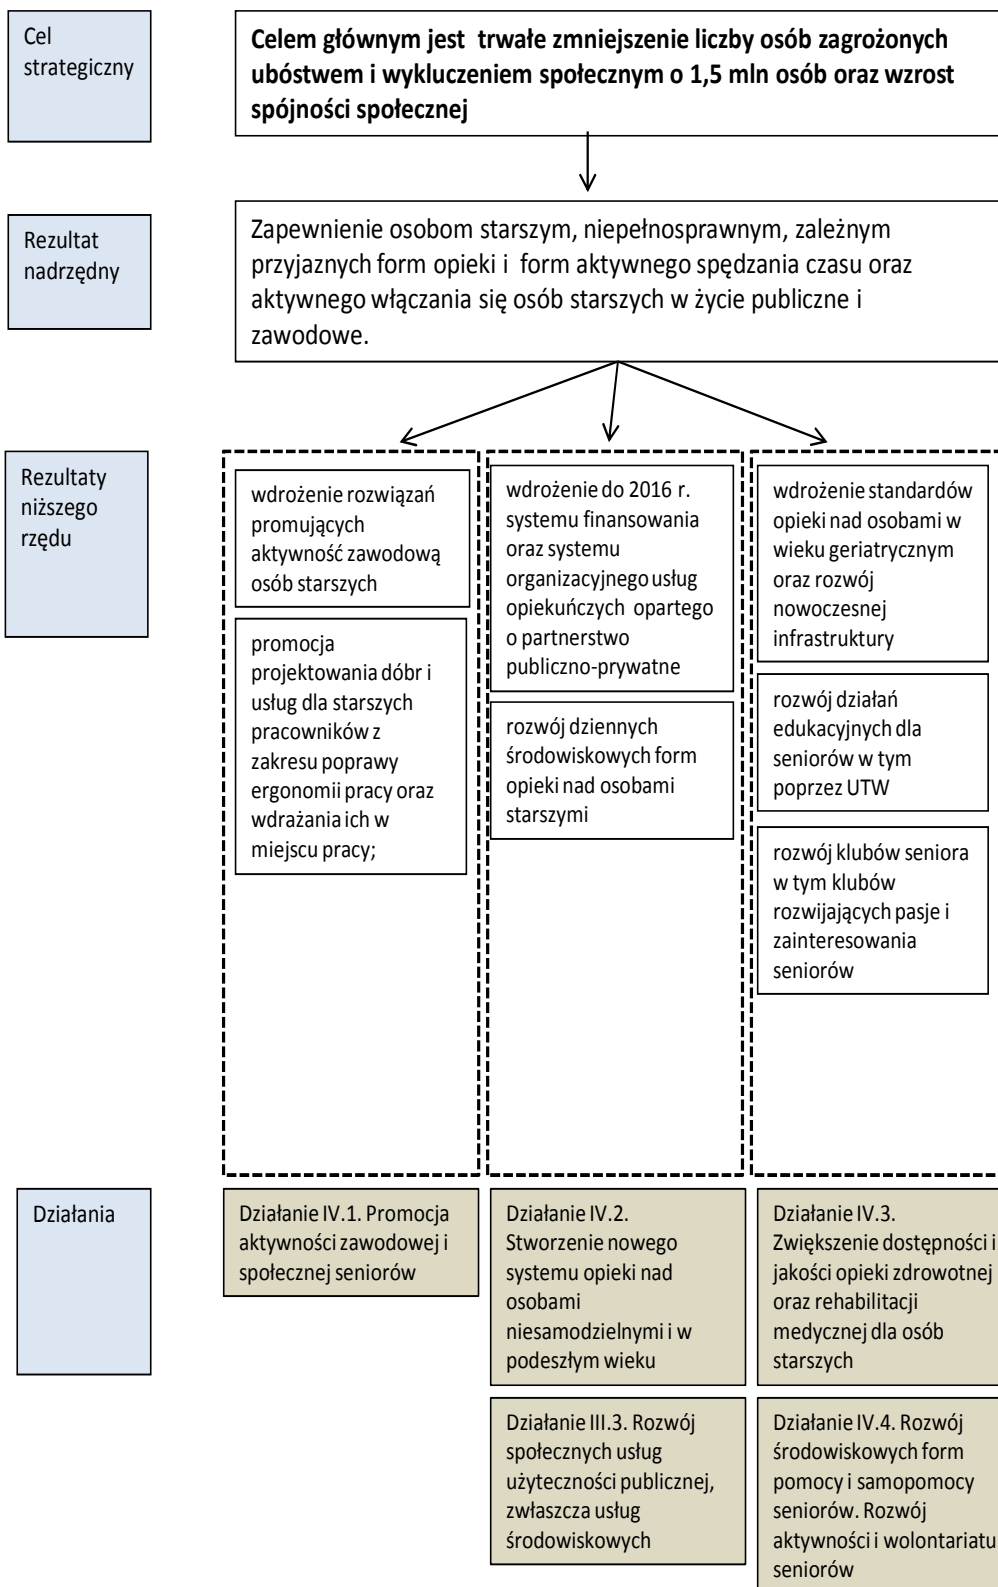 Cel
strategiczny
Celem głównym jest trwałe zmniejszenie liczby osób zagrożonych
ubóstwem i wykluczeniem społecznym o 1,5 mln osób oraz wzrost
spójności społecznej
Rezultat
nadrzędny
Zapewnienie osobom starszym, niepełnosprawnym, zależnym
przyjaznych form opieki i form aktywnego spędzania czasu oraz
aktywnego włączania się osób starszych w życie publiczne i
zawodowe.
Rezultaty
niższego
rzędu
wdrożenie rozwiązań
promujących
aktywność zawodową
osób starszych
promocja
projektowania dóbr i
usług dla starszych
pracowników z
zakresu poprawy
ergonomii pracy oraz
wdrażania ich w
miejscu pracy;
wdrożenie do 2016 r.
systemu finansowania
oraz systemu
organizacyjnego usług
opiekuńczych opartego
o partnerstwo
publiczno-prywatne
rozwój dziennych
środowiskowych form
opieki nad osobami
starszymi
wdrożenie standardów
opieki nad osobami w
wieku geriatrycznym
oraz rozwój
nowoczesnej
infrastruktury
rozwój działań
edukacyjnych dla
seniorów w tym
poprzez UTW
rozwój klubów seniora
w tym klubów
rozwijających pasje i
zainteresowania
seniorów
Działania
Działanie IV.1. Promocja
aktywności zawodowej i
społecznej seniorów
Działanie IV.2.
Stworzenie nowego
systemu opieki nad
osobami
niesamodzielnymi i w
podeszłym wieku
Działanie III.3. Rozwój
społecznych usług
użyteczności publicznej,
zwłaszcza usług
środowiskowych
Działanie IV.3.
Zwiększenie dostępności i
jakości opieki zdrowotnej
oraz rehabilitacji
medycznej dla osób
starszych
Działanie IV.4. Rozwój
środowiskowych form
pomocy i samopomocy
seniorów. Rozwój
aktywności i wolontariatu
seniorów